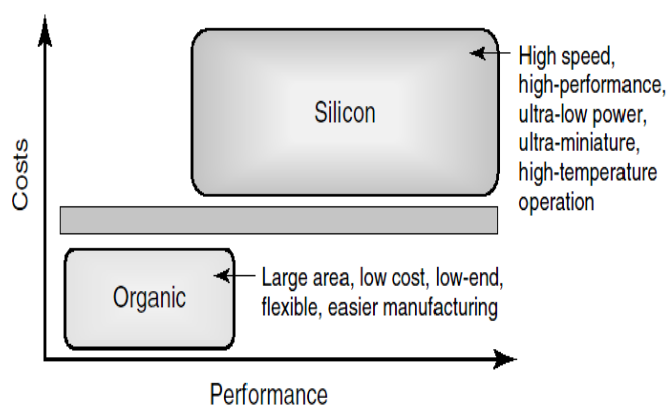 Costs
Silicon
High speed,
high-performance,
ultra-low power,
ultra-miniature,
high-temperature
operation
Organic
Large area, low cost, low-end,
flexible, easier manufacturing
Performance